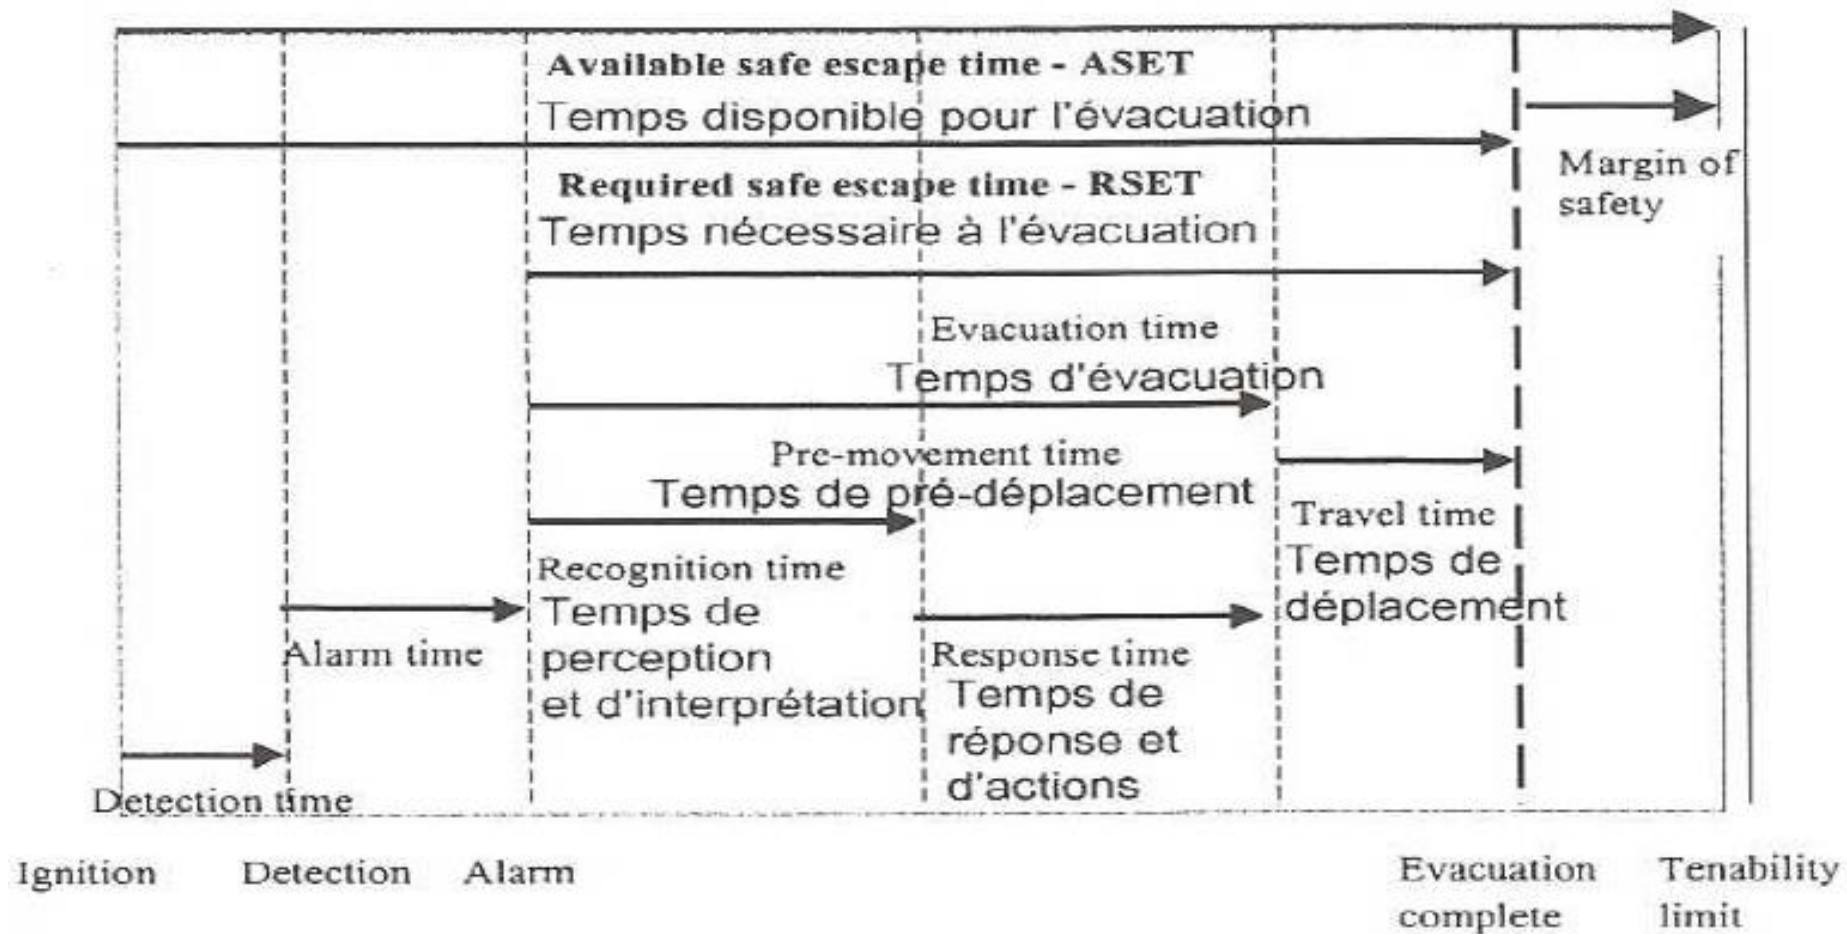 Available safe escape time - ASET
Temps disponible pour l'évacuation
Required safe escape time - RSET
Temps nécessaire à l'évacuation
Margin of
safety
Evacuation time
Temps d'évacuation
Pre-movement time
Temps de pré-déplacement
Travel time
Temps de
déplacement
Recognition time
Temps de
perception
et d'interprétation
Alarm time
Response time
Temps de
réponse et
d'actions
Detection time
Ignition
Detection
Alarm
Evacuation
complete
Tenability
limit